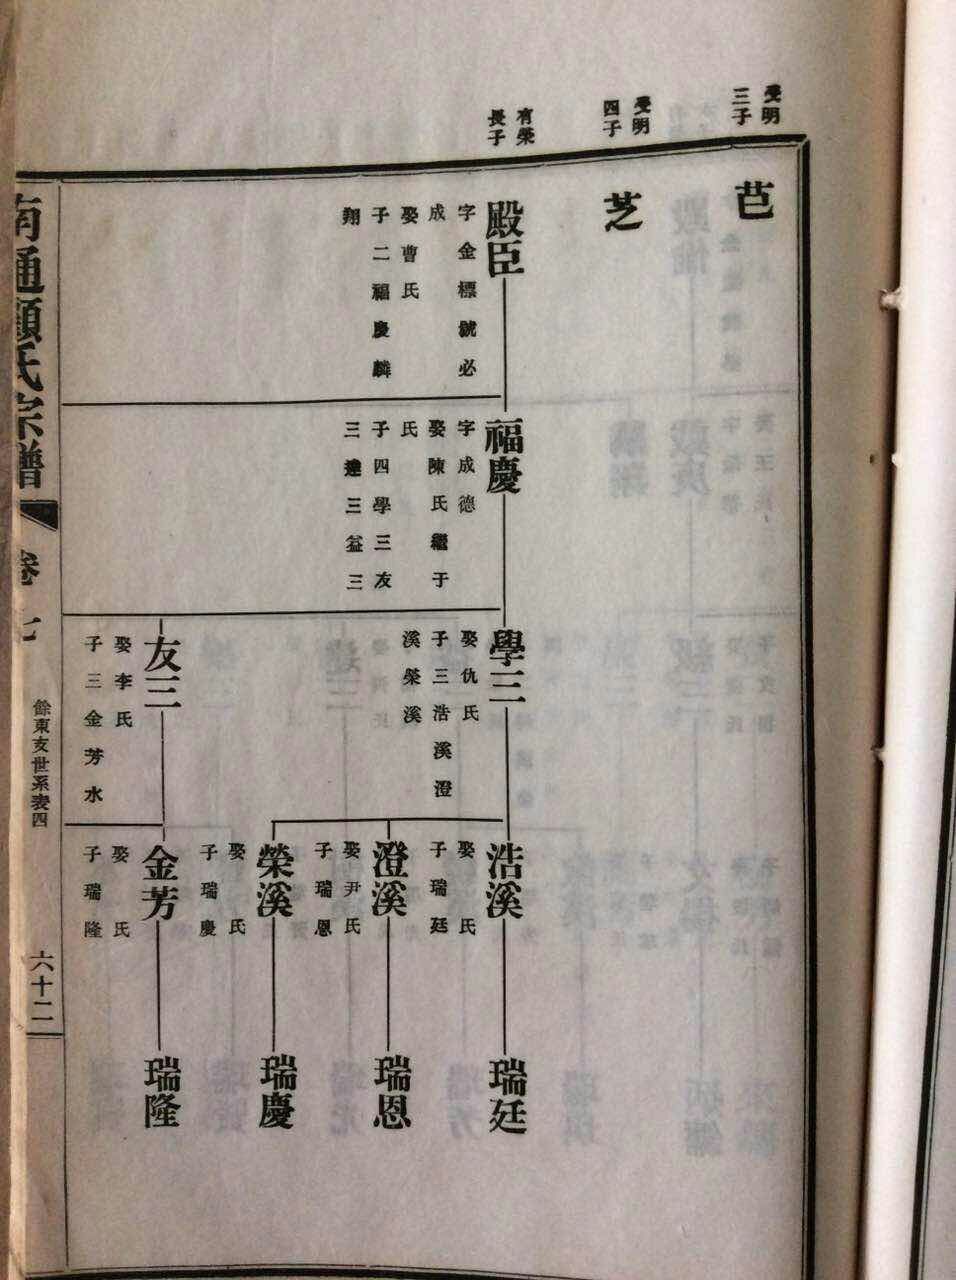 受明
三子
芑
受明
四子
芝
有榮
長子
殿臣
字金標號必
成
娶曹氏
子二福慶麟
翔
福慶
字成德
娶陳氏繼于
氏
子四學三友
三達三益三
學三
娶仇氏
子三浩溪澄
溪榮溪
友三
娶李氏
子三金芳水
浩溪
娶 氏
子瑞廷
澄溪
娶尹氏
子瑞恩
榮溪
娶 氏
子瑞慶
金芳
娶 氏
子瑞隆
瑞廷
瑞恩
瑞慶
瑞隆
南通顧氏宗譜
卷七
餘東支世系表四
六十二